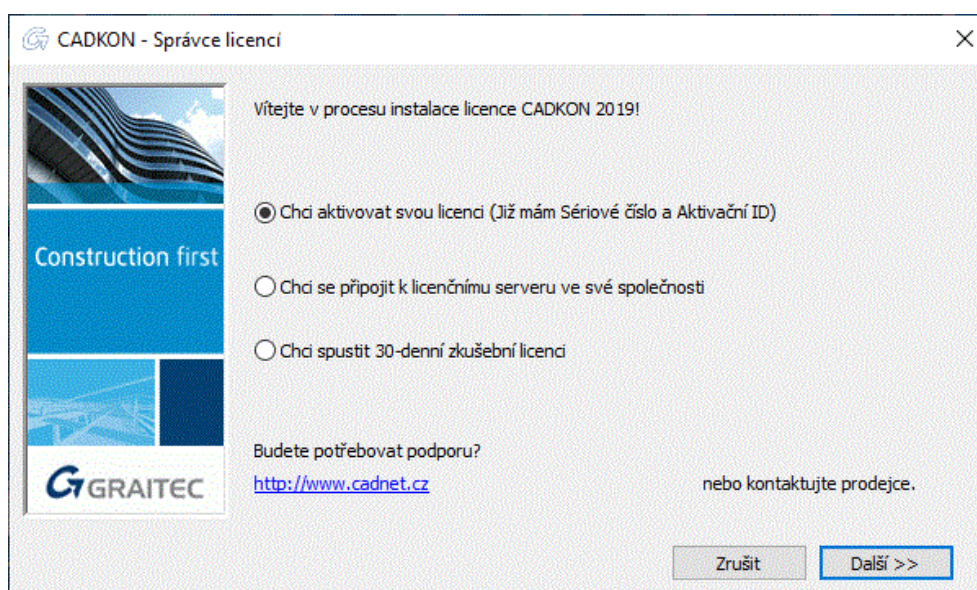 CADKON - Správce licencí
Vítejte v procesu instalace licence CADKON 2019!
Chci aktivovat svou licenci (Již mám Sériové číslo a Aktivační ID)
Construction first
Chci se připojit k licenčnímu serveru ve své společnosti
Chci spustit 30-denní zkušební licenci
Budete potřebovat podporu?
GRAITEC
http://www.cadnet.cz nebo kontaktujte prodejce.
Zrušit Další >>